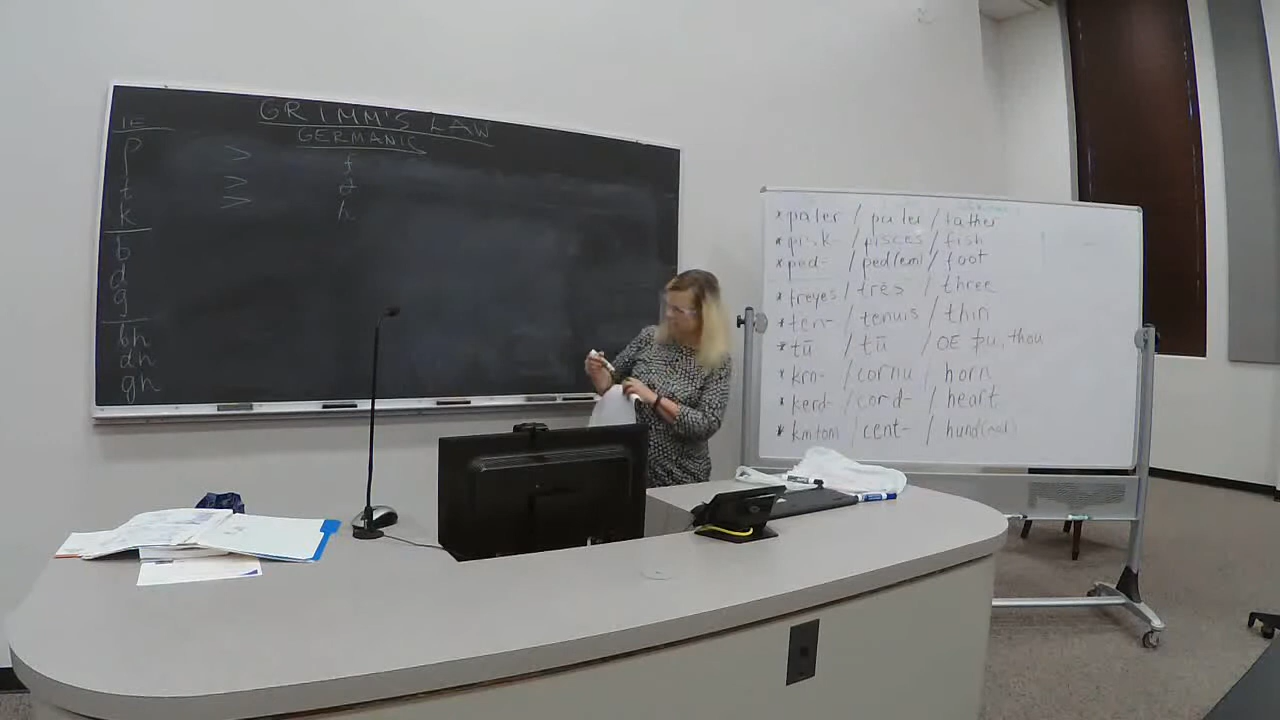 GRIMM'S LAW
IE GERMANIC
p > f
t > þ
k > h
b
d
g
bh
dh
gh
*pater / pater / father
*pisk- / pisces / fish
*ped- / ped(em) / foot
*treyes / trēs / three
*ten- / tenuis / thin
*tū / tū / OE þu, thou
*krn- / cornu / horn
*kerd- / cord- / heart
*kmtom / cent- / hund(red)